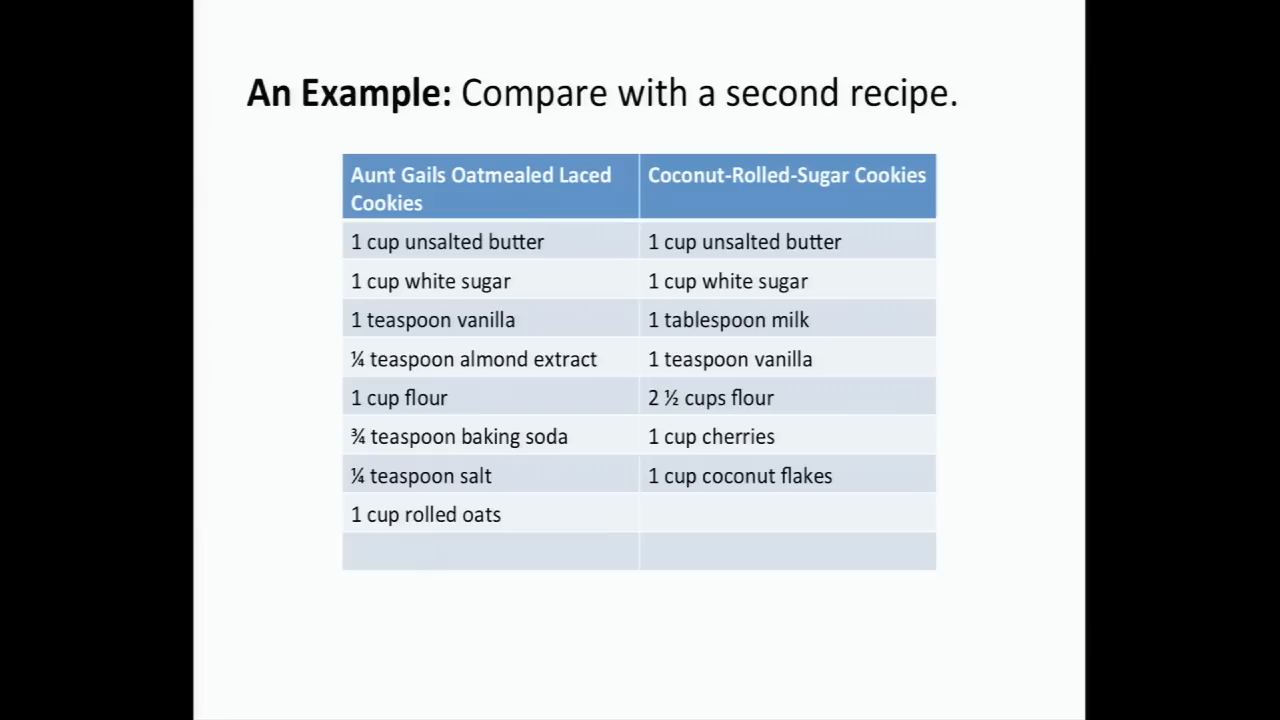 An Example: Compare with a second recipe.
Aunt Gails Oatmealed Laced Cookies
Coconut-Rolled-Sugar Cookies
1 cup unsalted butter
1 cup unsalted butter
1 cup white sugar
1 cup white sugar
1 teaspoon vanilla
1 tablespoon milk
¼ teaspoon almond extract
1 teaspoon vanilla
1 cup flour
2 ½ cups flour
¾ teaspoon baking soda
1 cup cherries
¼ teaspoon salt
1 cup coconut flakes
1 cup rolled oats